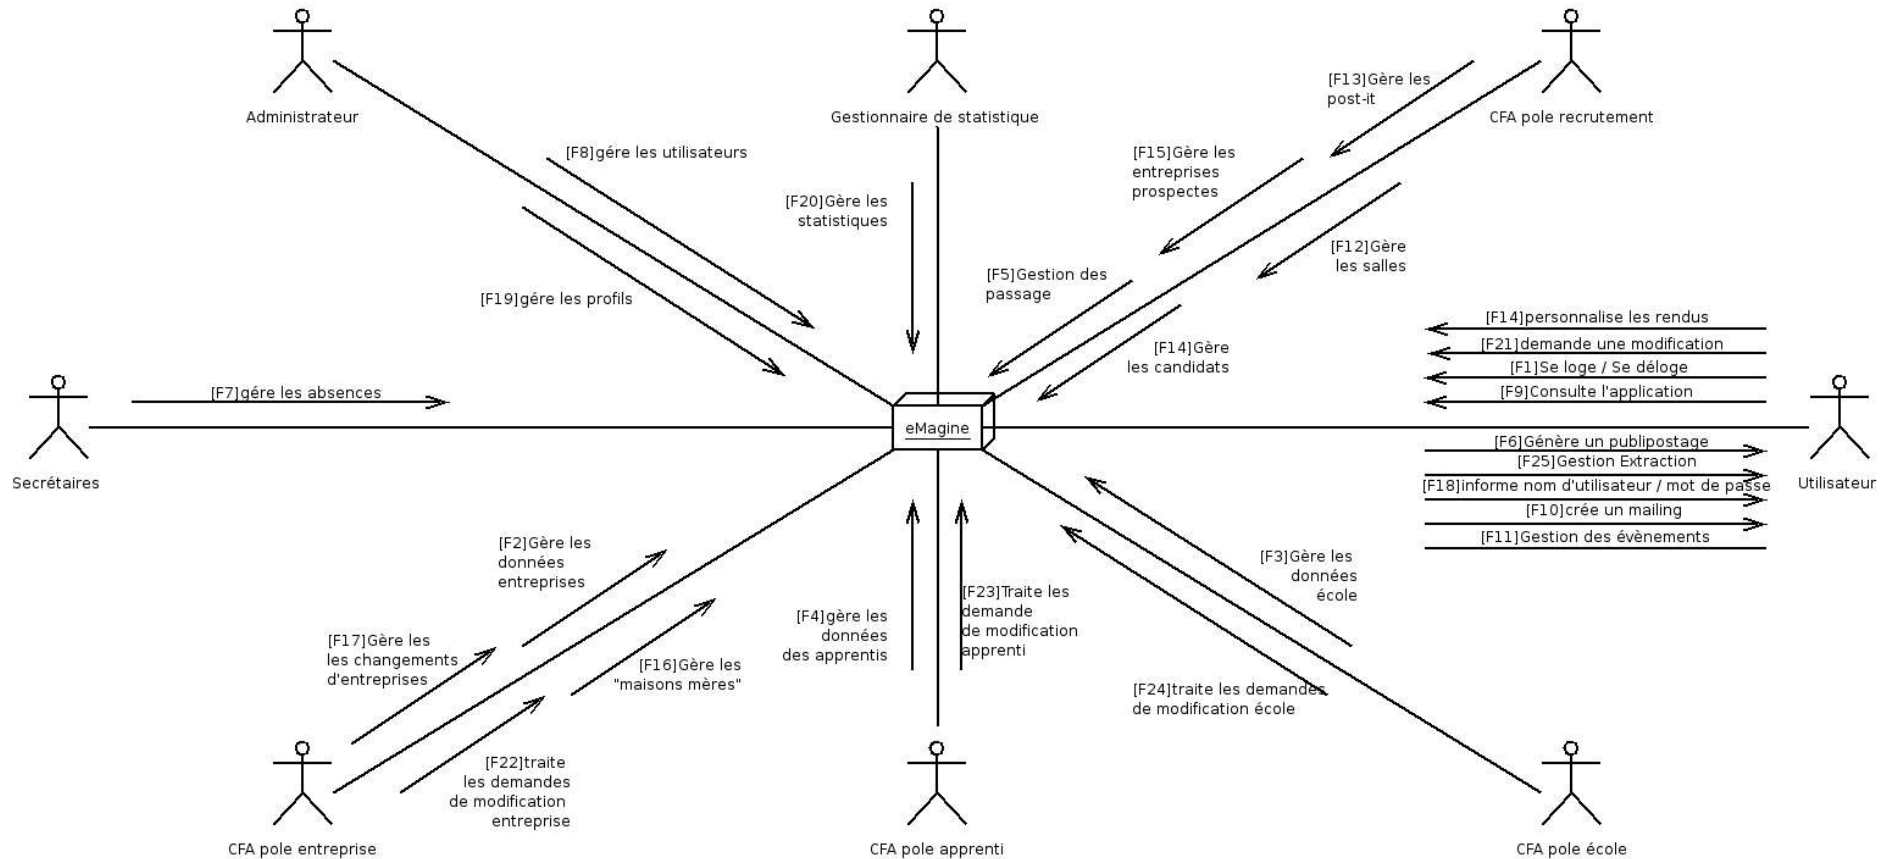 Administrateur
Gestionnaire de statistique
CFA pole recrutement
[F13]Gère les
post-it
[F8]gére les utilisateurs
[F15]Gère les
entreprises
prospectes
[F20]Gère les
statistiques
[F12]Gère
les salles
[F5]Gestion des
passage
[F19]gére les profils
[F14]Gère
les candidats
[F14]personnalise les rendus
[F21]demande une modification
[F1]Se loge / Se déloge
[F9]Consulte l'application
[F7]gére les absences
eMagine
[F6]Génère un publipostage
[F25]Gestion Extraction
[F18]informe nom d'utilisateur / mot de passe
[F10]crée un mailing
[F11]Gestion des évènements
Secrétaires
Utilisateur
[F2]Gère les
données
entreprises
[F3]Gère les
données
école
[F23]Traite les
demande
de modification
apprenti
[F4]gère les
données
des apprentis
[F17]Gère les
les changements
d'entreprises
[F16]Gère les
"maisons mères"
[F24]traite les demandes
de modification école
[F22]traite
les demandes
de modification
entreprise
CFA pole entreprise
CFA pole apprenti
CFA pole école